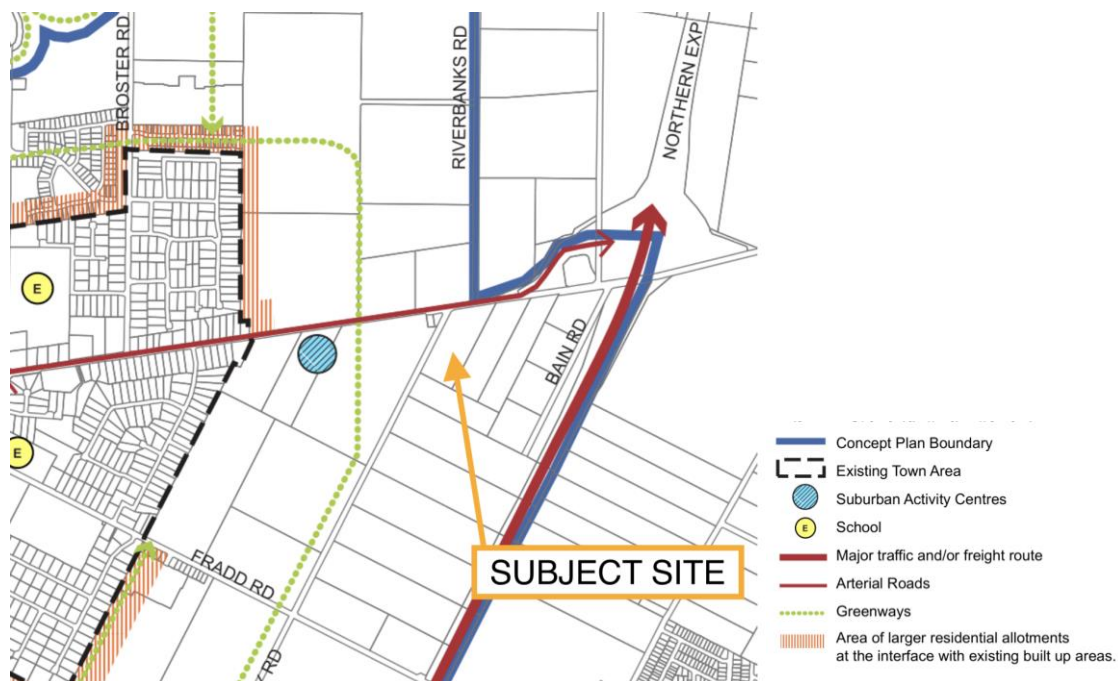 BROSTER RD
RIVERBANKS RD
NORTHERN EXP
E
BAIN RD
E
FRADD RD
SUBJECT SITE
RD
Concept Plan Boundary
Existing Town Area
Suburban Activity Centres
E
School
Major traffic and/or freight route
Arterial Roads
Greenways
Area of larger residential allotments
at the interface with existing built up areas.